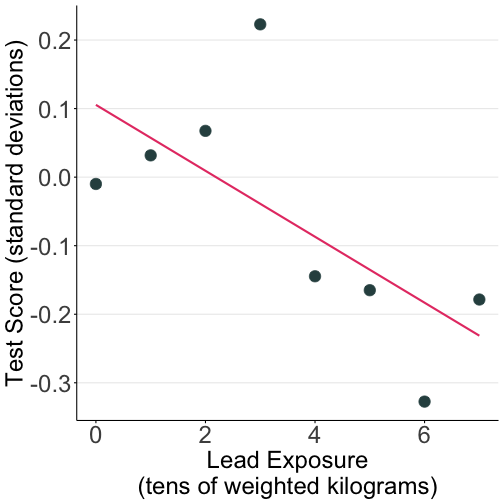 Test Score (standard deviations)
0.2
0.1
0.0
-0.1
-0.2
-0.3
0 2 4 6
Lead Exposure
(tens of weighted kilograms)